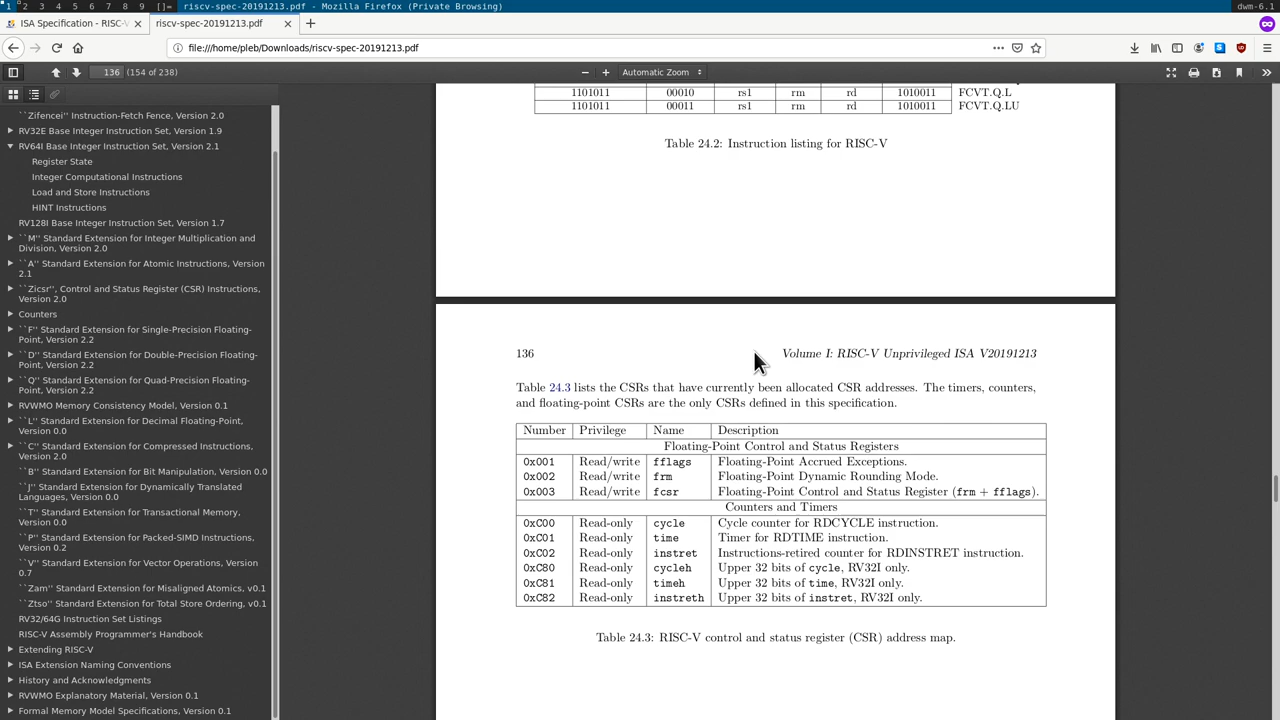 1 2 3 4 5 6 7 8 9 []= riscv-spec-20191213.pdf - Mozilla Firefox (Private Browsing) dwm-6.1
ISA Specification - RISC-V riscv-spec-20191213.pdf
file:///home/pleb/Downloads/riscv-spec-20191213.pdf
136 (154 of 238) Automatic Zoom
``Zifencei'' Instruction-Fetch Fence, Version 2.0
RV32E Base Integer Instruction Set, Version 1.9
RV64I Base Integer Instruction Set, Version 2.1
Register State
Integer Computational Instructions
Load and Store Instructions
HINT Instructions
RV128I Base Integer Instruction Set, Version 1.7
``M'' Standard Extension for Integer Multiplication and
Division, Version 2.0
``A'' Standard Extension for Atomic Instructions, Version
2.1
``Zicsr'', Control and Status Register (CSR) Instructions,
Version 2.0
Counters
``F'' Standard Extension for Single-Precision Floating-
Point, Version 2.2
``D'' Standard Extension for Double-Precision Floating-
Point, Version 2.2
``Q'' Standard Extension for Quad-Precision Floating-
Point, Version 2.2
RVWMO Memory Consistency Model, Version 0.1
``L'' Standard Extension for Decimal Floating-Point,
Version 0.0
``C'' Standard Extension for Compressed Instructions,
Version 2.0
``B'' Standard Extension for Bit Manipulation, Version 0.0
``J'' Standard Extension for Dynamically Translated
Languages, Version 0.0
``T'' Standard Extension for Transactional Memory,
Version 0.0
``P'' Standard Extension for Packed-SIMD Instructions,
Version 0.2
``V'' Standard Extension for Vector Operations, Version
0.7
``Zam'' Standard Extension for Misaligned Atomics, v0.1
``Ztso'' Standard Extension for Total Store Ordering, v0.1
RV32/64G Instruction Set Listings
RISC-V Assembly Programmer's Handbook
Extending RISC-V
ISA Extension Naming Conventions
History and Acknowledgments
RVWMO Explanatory Material, Version 0.1
Formal Memory Model Specifications, Version 0.1
1101011 00010 rs1 rm rd 1010011 FCVT.Q.L
1101011 00011 rs1 rm rd 1010011 FCVT.Q.LU
Table 24.2: Instruction listing for RISC-V
136 Volume I: RISC-V Unprivileged ISA V20191213
Table 24.3 lists the CSRs that have currently been allocated CSR addresses. The timers, counters,
and floating-point CSRs are the only CSRs defined in this specification.
Number Privilege Name Description
Floating-Point Control and Status Registers
0x001 Read/write fflags Floating-Point Accrued Exceptions.
0x002 Read/write frm Floating-Point Dynamic Rounding Mode.
0x003 Read/write fcsr Floating-Point Control and Status Register (frm + fflags).
Counters and Timers
0xC00 Read-only cycle Cycle counter for RDCYCLE instruction.
0xC01 Read-only time Timer for RDTIME instruction.
0xC02 Read-only instret Instructions-retired counter for RDINSTRET instruction.
0xC80 Read-only cycleh Upper 32 bits of cycle, RV32I only.
0xC81 Read-only timeh Upper 32 bits of time, RV32I only.
0xC82 Read-only instreth Upper 32 bits of instret, RV32I only.
Table 24.3: RISC-V control and status register (CSR) address map.